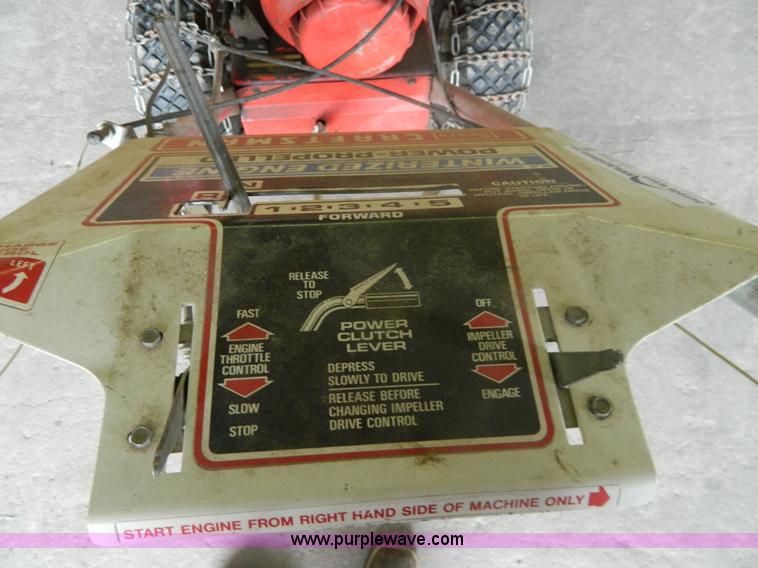 CRAFTSMAN
WINTERIZED ENGINE
POWER PROPELLED
CAUTION
R N
1•2•3•4•5
FORWARD
LEFT
RELEASE
TO
STOP
FAST
ENGINE
THROTTLE
CONTROL
SLOW
STOP
POWER
CLUTCH
LEVER
DEPRESS
SLOWLY TO DRIVE
RELEASE BEFORE
CHANGING IMPELLER
DRIVE CONTROL
OFF
IMPELLER
DRIVE
CONTROL
ENGAGE
START ENGINE FROM RIGHT HAND SIDE OF MACHINE ONLY
www.purplewave.com